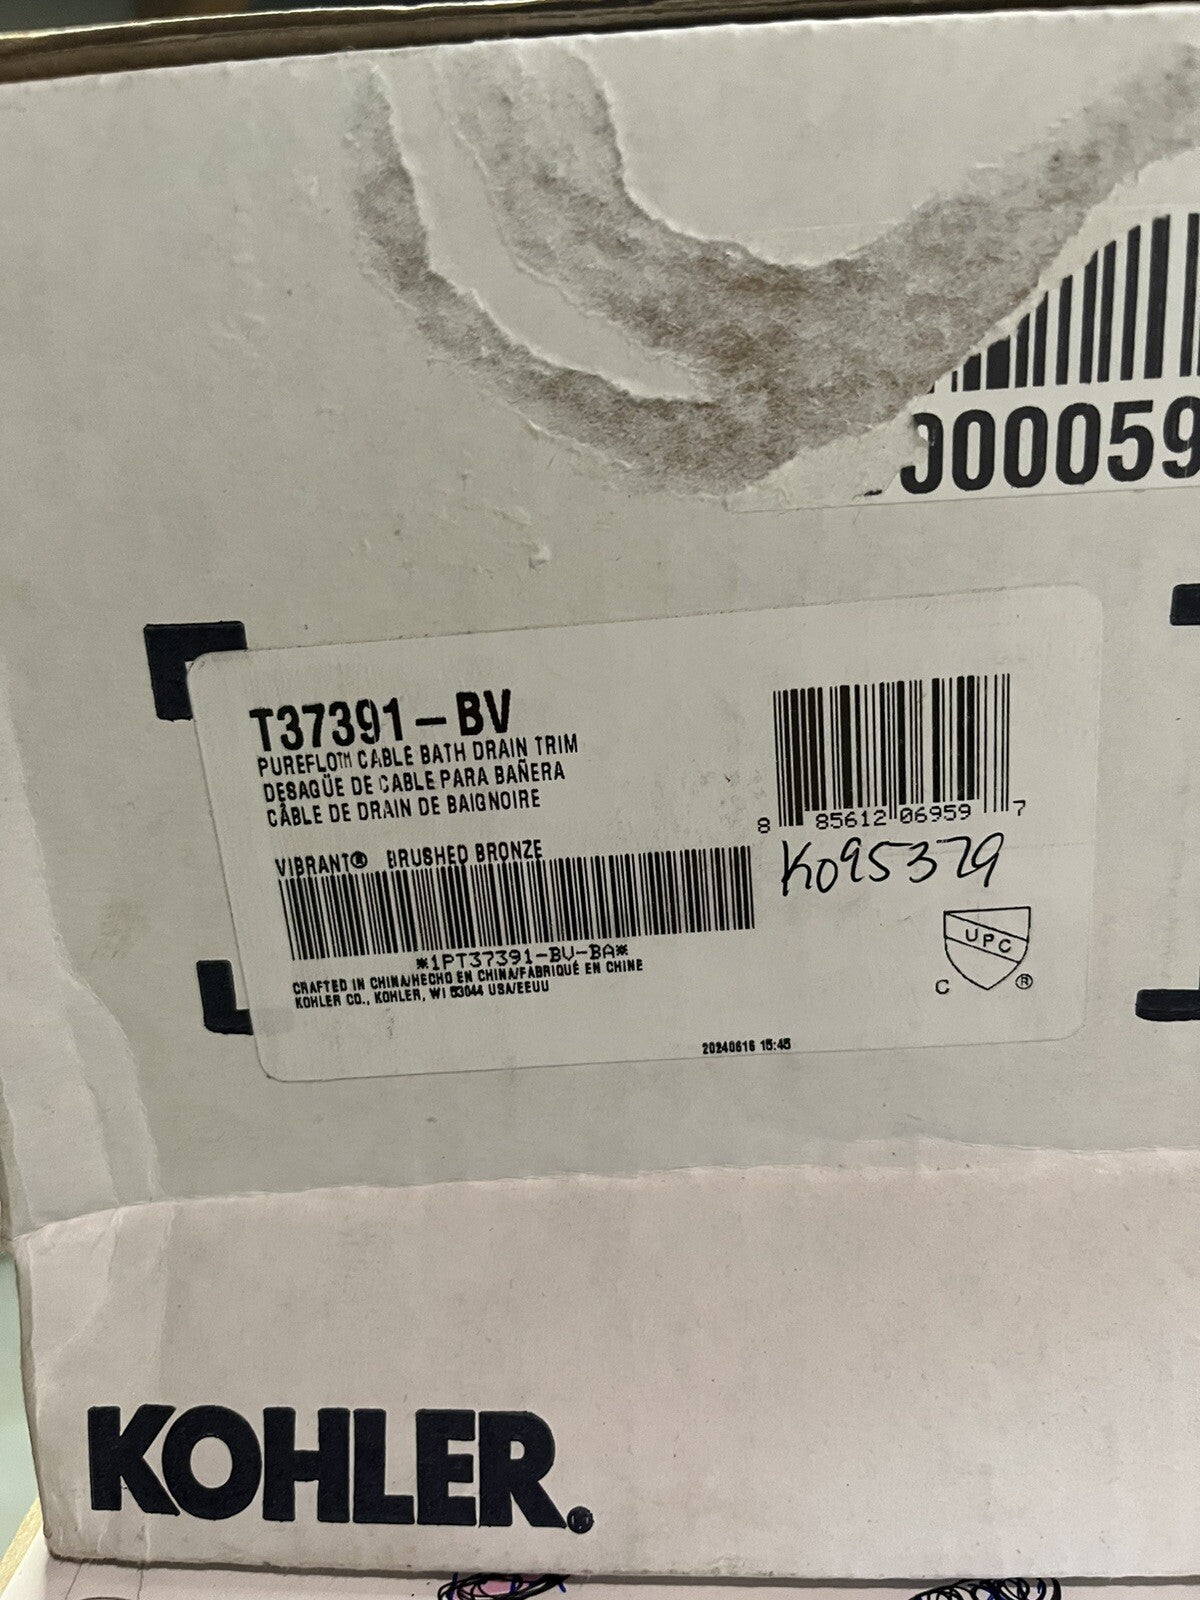 00059
T37391-BV
PUREFLO™ CABLE BATH DRAIN TRIM
DESAGÜE DE CABLE PARA BAÑERA
CÂBLE DE DRAIN DE BAIGNOIRE
VIBRANT® BRUSHED BRONZE
*1PT37391-BV-BA*
CRAFTED IN CHINA/HECHO EN CHINA/FABRIQUÉ EN CHINE
KOHLER CO., KOHLER, WI 53044 USA/EEUU
8 85612 06959 7
K095379
UPC
C ®
20240616 15:45
KOHLER®